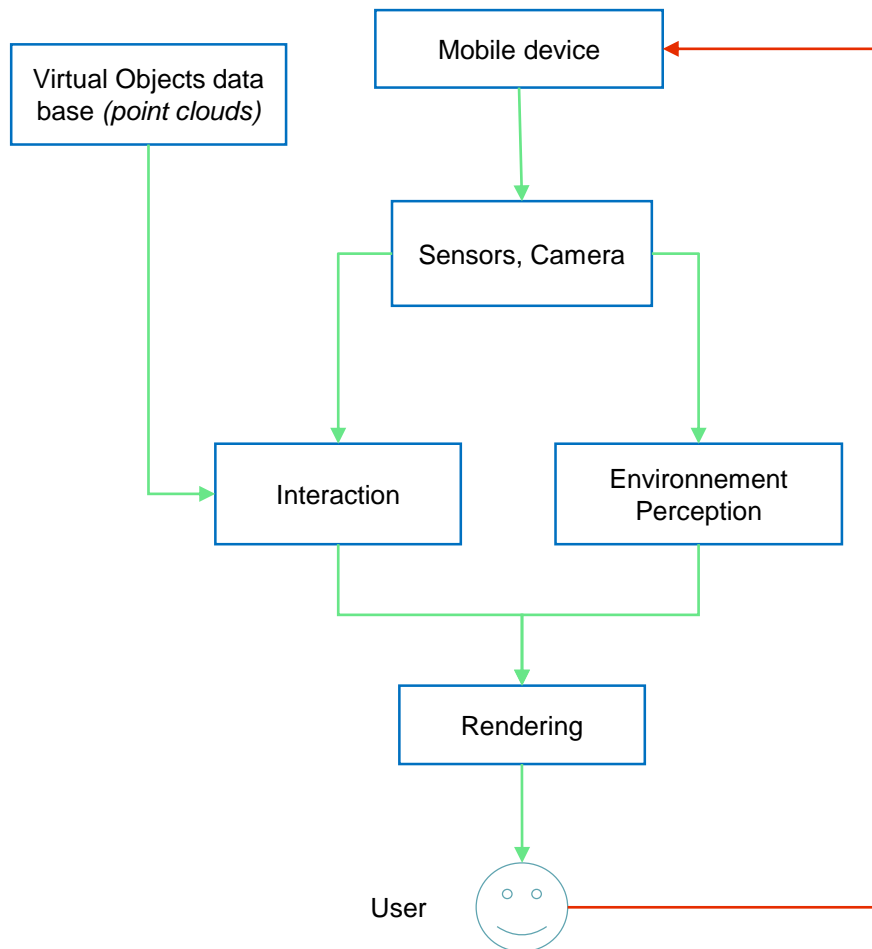 Mobile device
Virtual Objects data
base (point clouds)
Sensors, Camera
Interaction
Environnement
Perception
Rendering
User